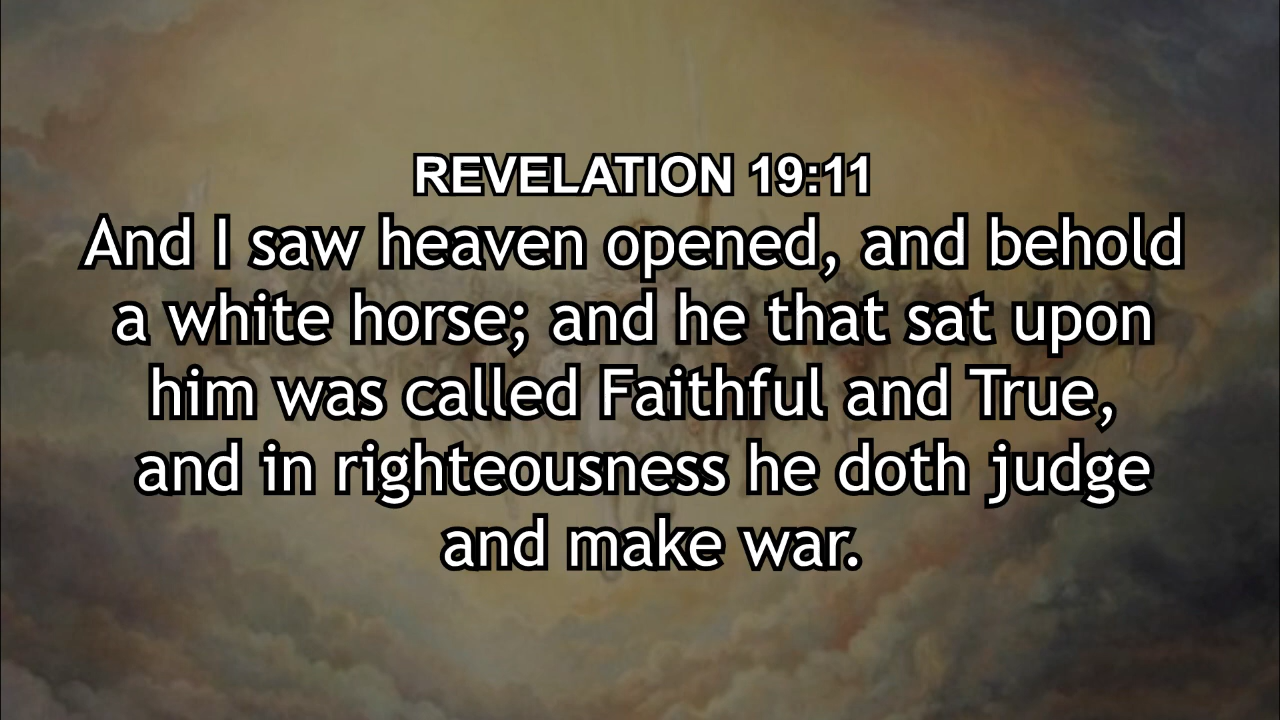 REVELATION 19:11
And I saw heaven opened, and behold
a white horse; and he that sat upon
him was called Faithful and True,
and in righteousness he doth judge
and make war.